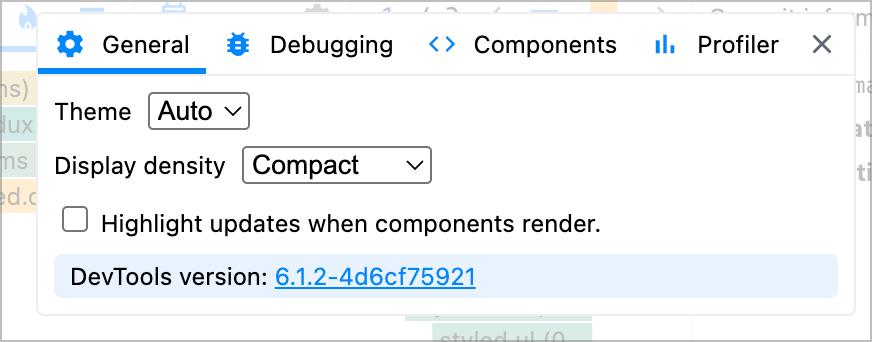 General Debugging Components Profiler
Theme Auto
Display density Compact
Highlight updates when components render.
DevTools version: 6.1.2-4d6cf75921